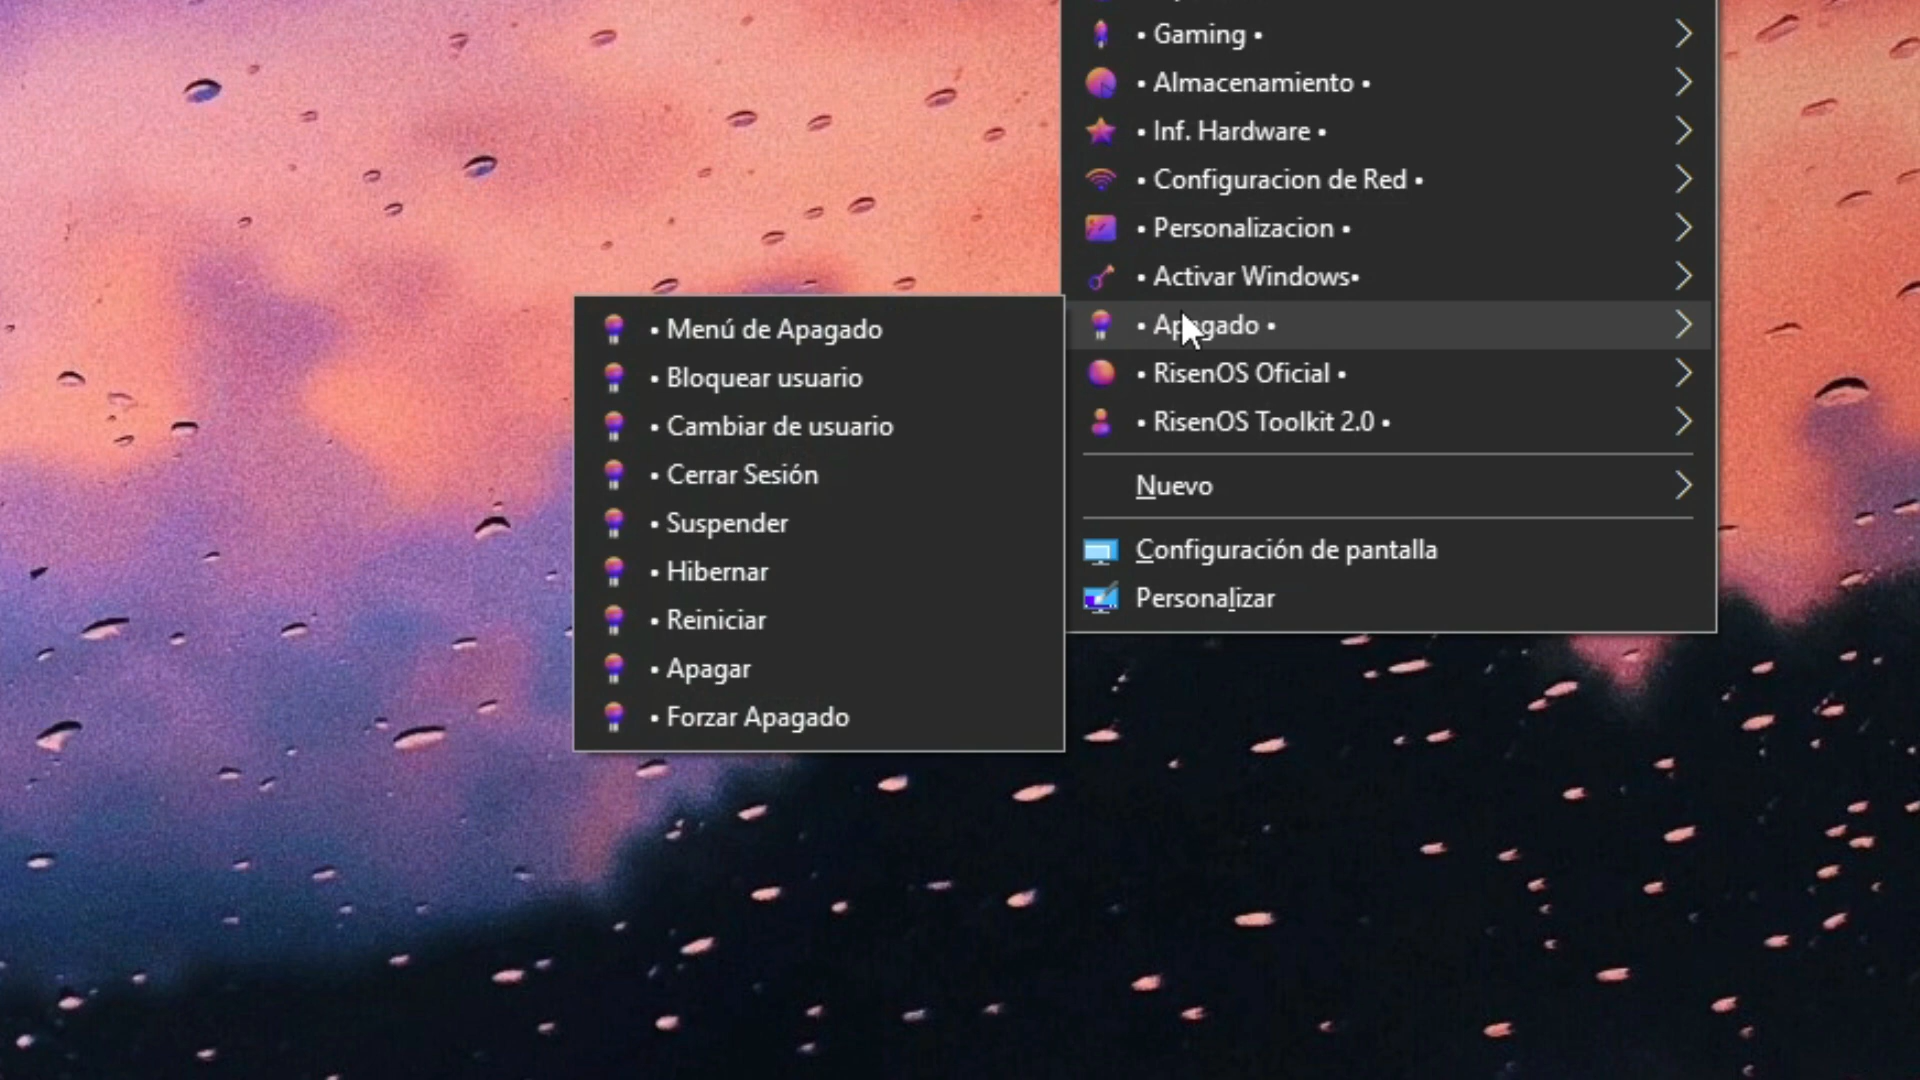 • Gaming •
• Almacenamiento •
• Inf. Hardware •
• Configuracion de Red •
• Personalizacion •
• Activar Windows•
• Apagado •
• RisenOS Oficial •
• RisenOS Toolkit 2.0 •
Nuevo
Configuración de pantalla
Personalizar
• Menú de Apagado
• Bloquear usuario
• Cambiar de usuario
• Cerrar Sesión
• Suspender
• Hibernar
• Reiniciar
• Apagar
• Forzar Apagado